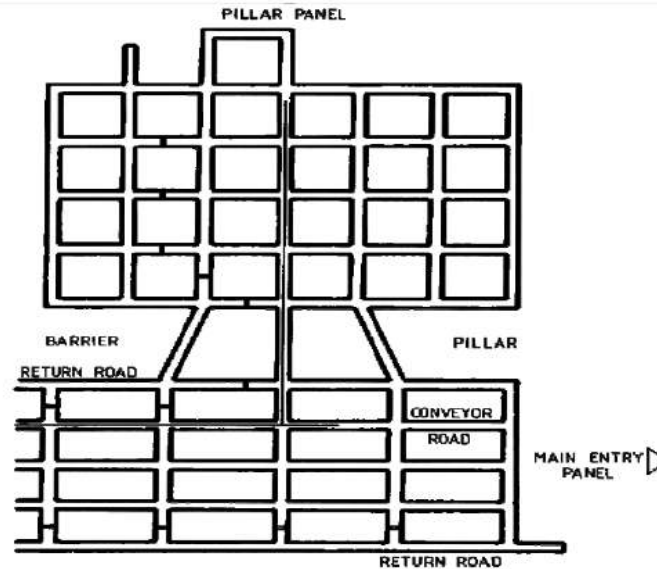 PILLAR PANEL
BARRIER
PILLAR
RETURN ROAD
CONVEYOR
ROAD
MAIN ENTRY
PANEL
RETURN ROAD